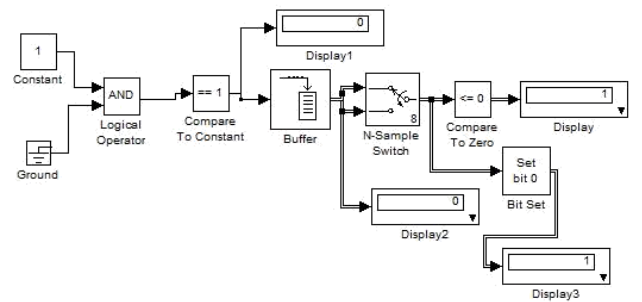 0
Display1
1
Constant
AND
Logical
Operator
== 1
Compare
To Constant
Buffer
8
N-Sample
Switch
<= 0
Compare
To Zero
1
Display
Ground
Set
bit 0
Bit Set
0
Display2
1
Display3